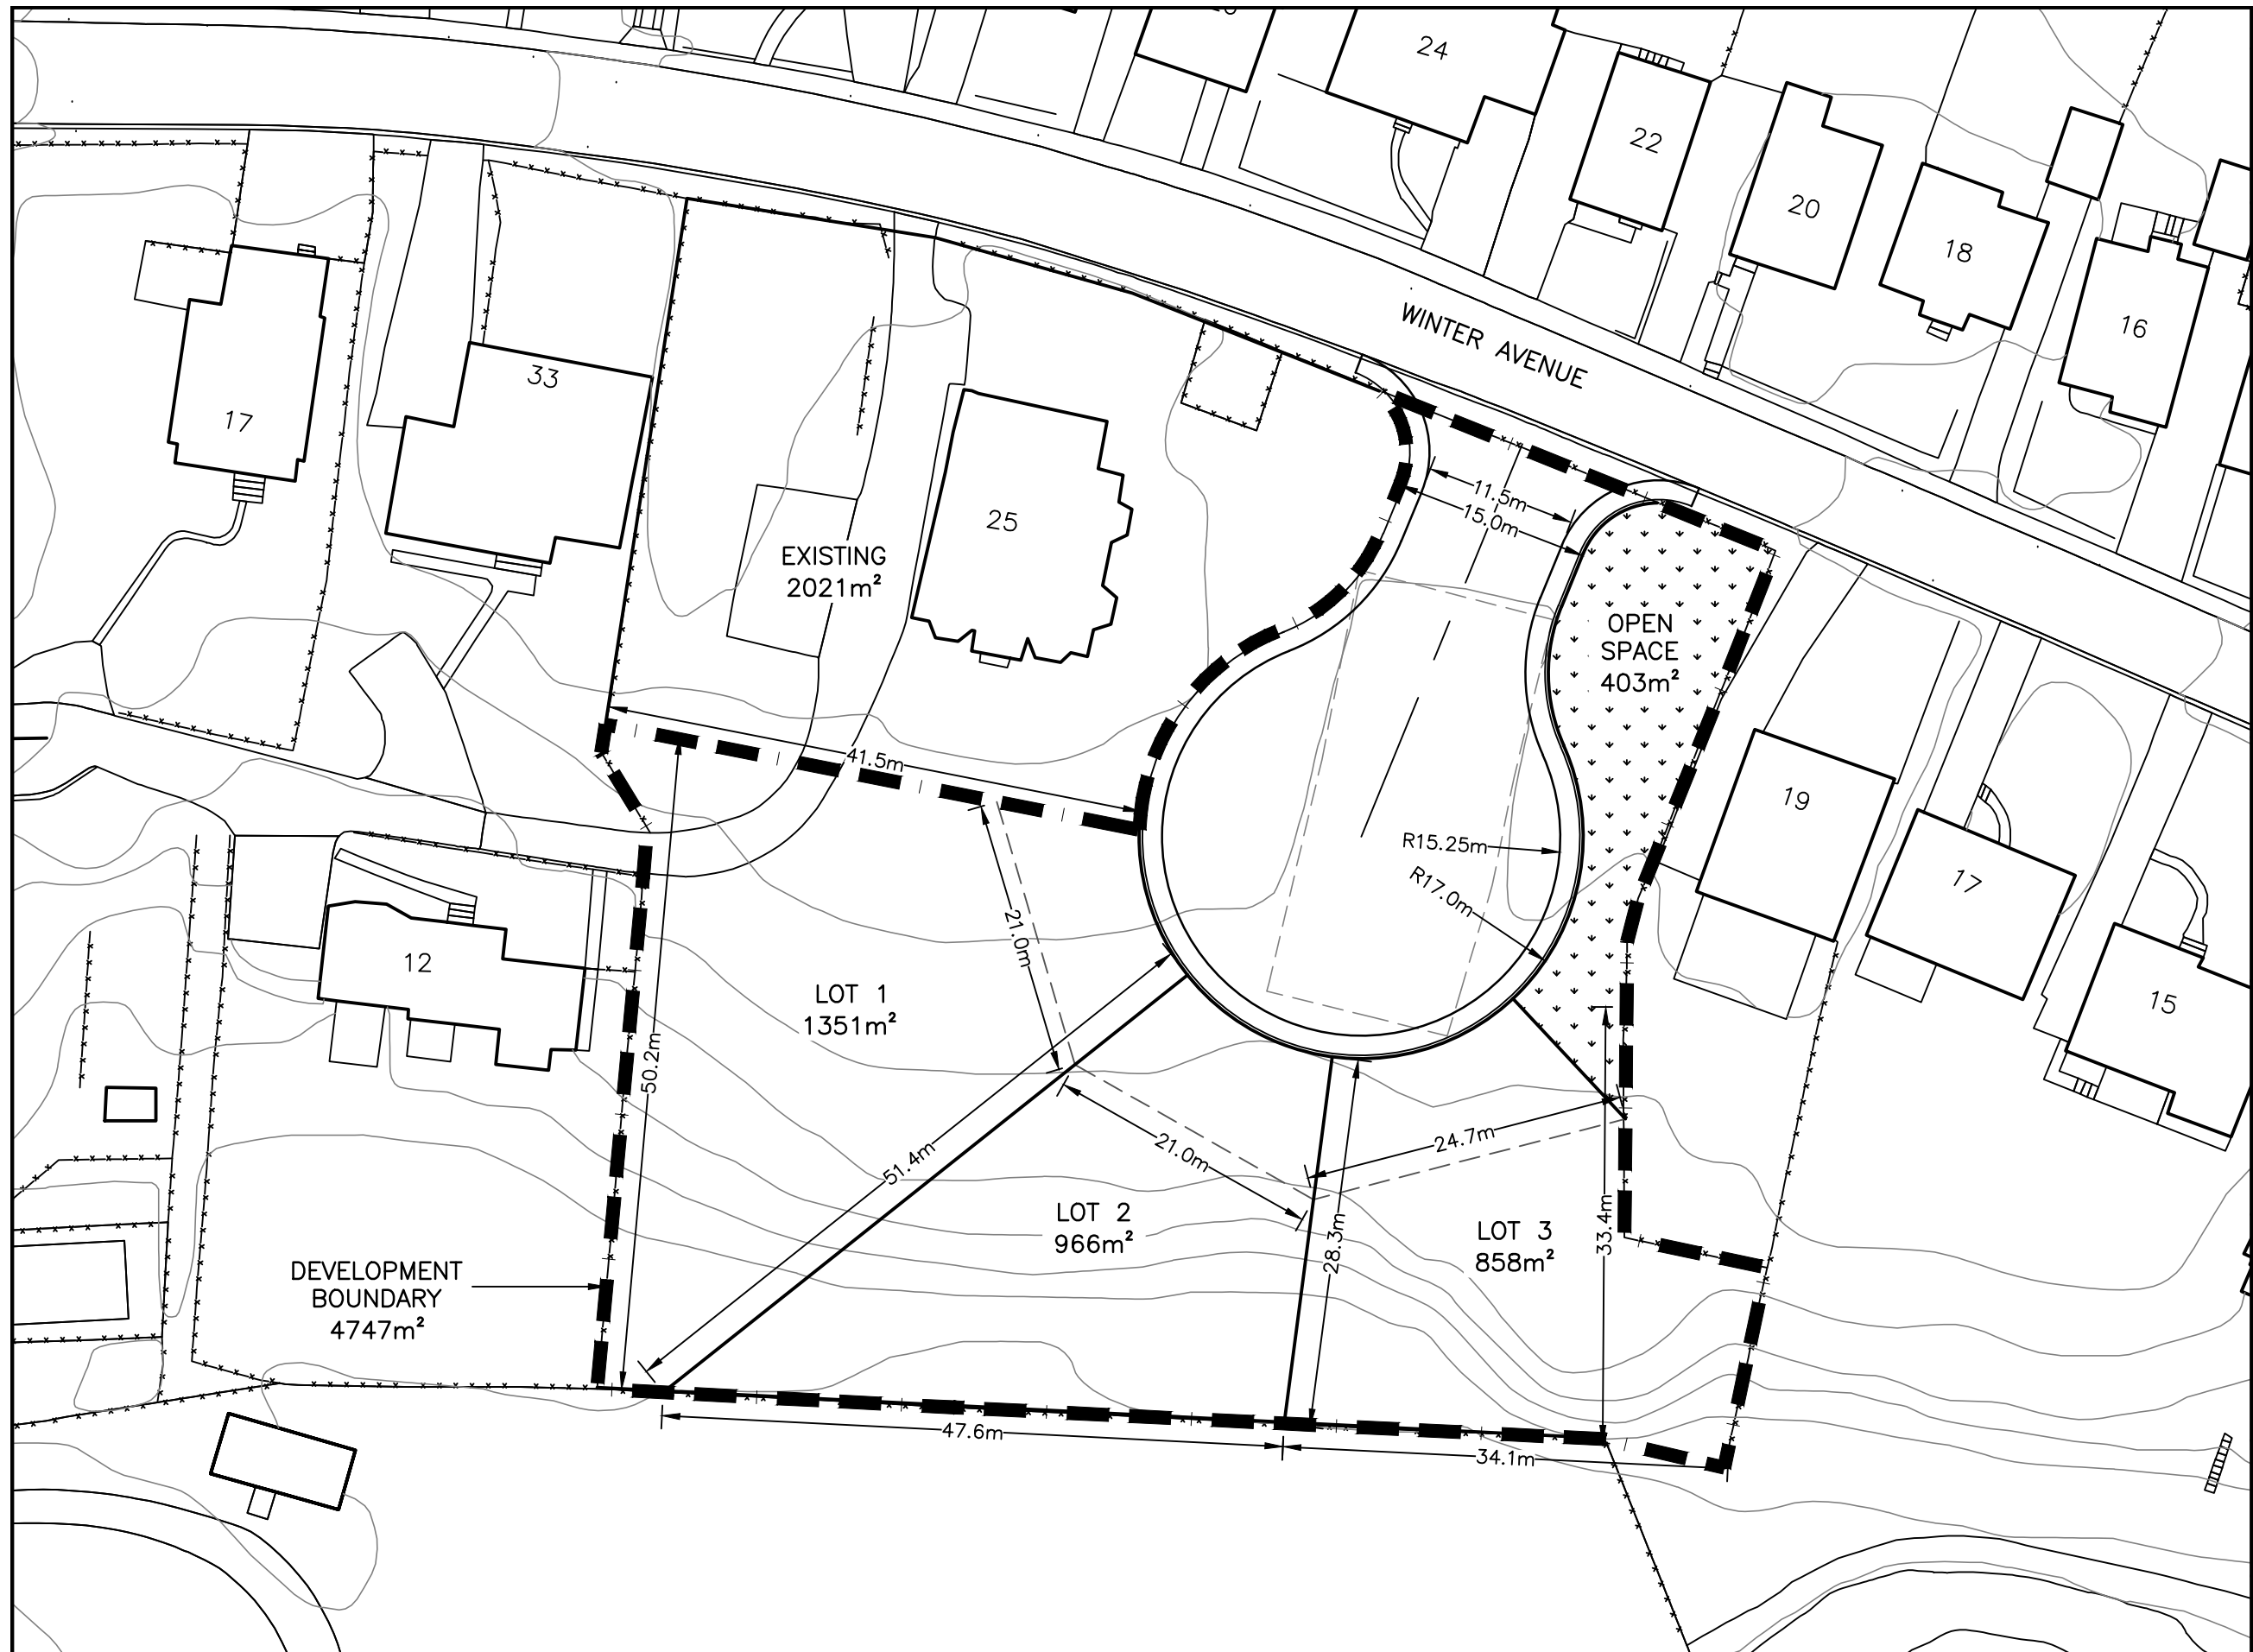 24
22
20
18
16
WINTER AVENUE
33
17
25
EXISTING
2021m²
11.5m
15.0m
OPEN
SPACE
403m²
41.5m
R15.25m
R17.0m
19
17
15
12
21.0m
LOT 1
1351m²
50.2m
51.4m
21.0m
24.7m
LOT 2
966m²
28.3m
LOT 3
858m²
33.4m
DEVELOPMENT
BOUNDARY
4747m²
47.6m
34.1m